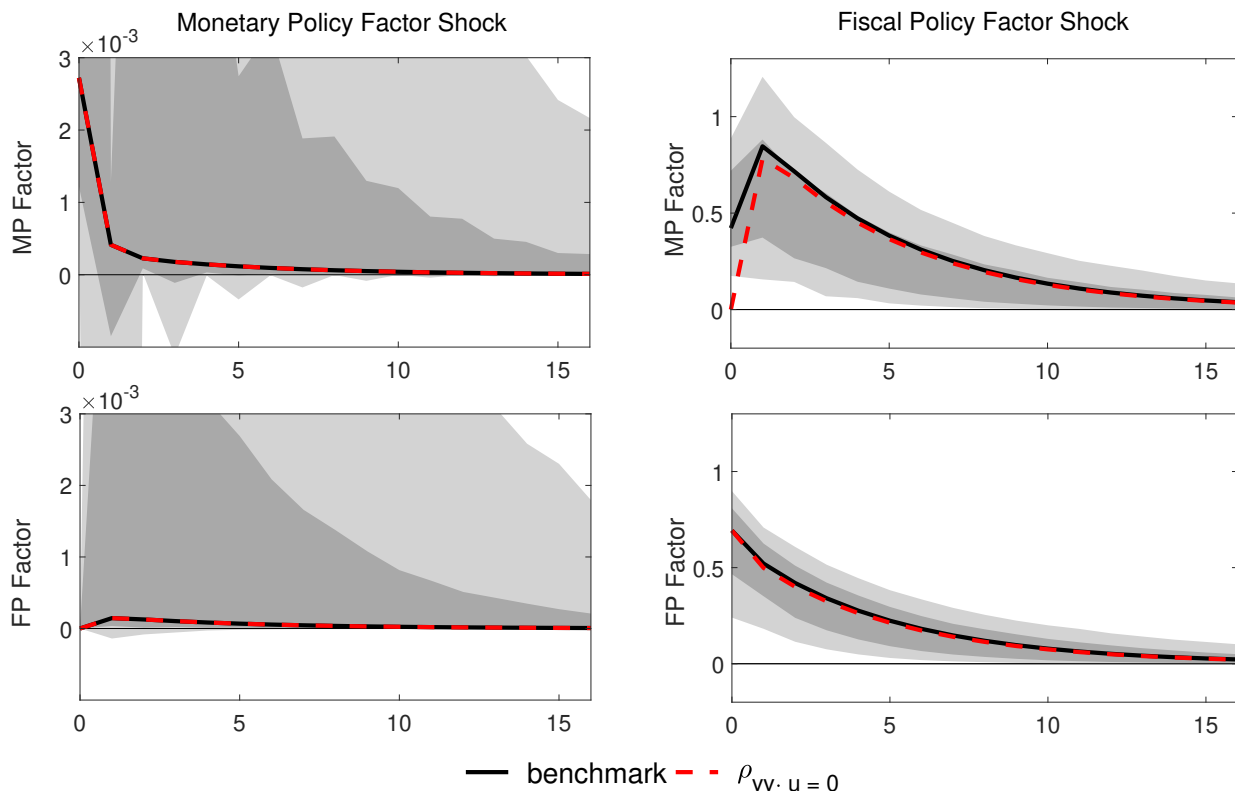 Monetary Policy Factor Shock
Fiscal Policy Factor Shock
×10⁻³
3
2
1
0
MP Factor
0 5 10 15
1
0.5
0
MP Factor
0 5 10 15
×10⁻³
3
2
1
0
FP Factor
0 5 10 15
1
0.5
0
FP Factor
0 5 10 15
benchmark
ρvv· u = 0